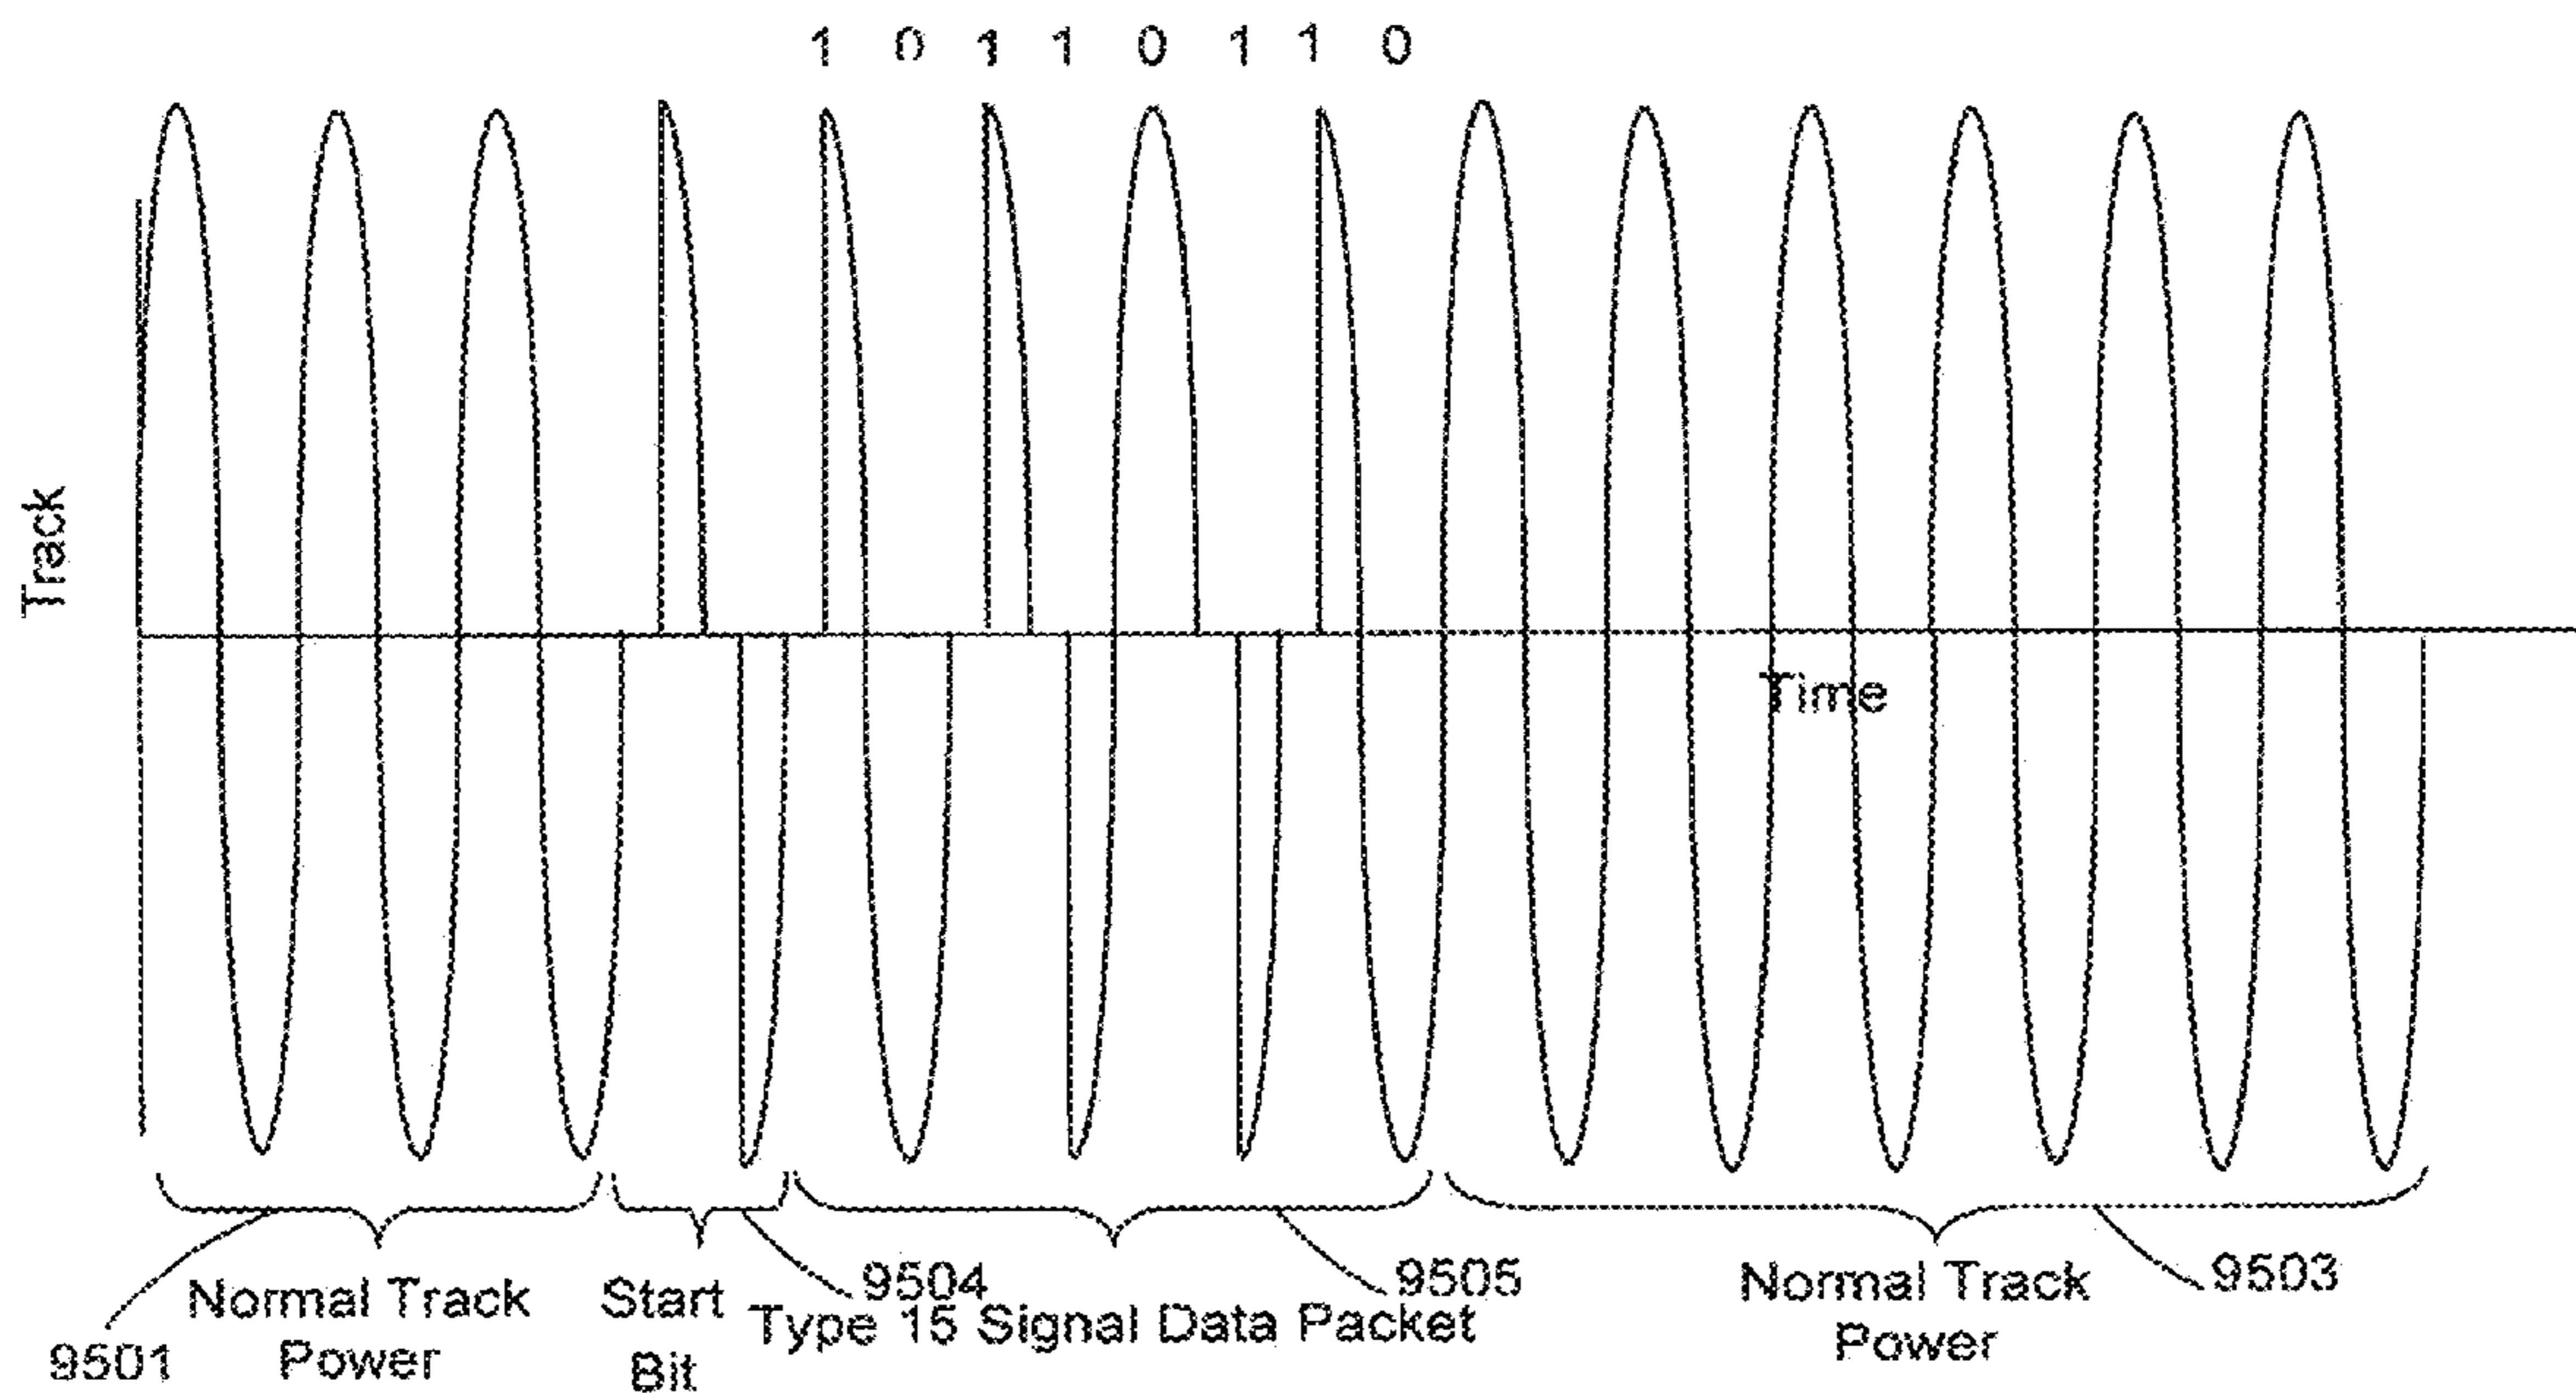 1 0 1 1 0 1 1 0
Track
Time
9501
Normal Track
Power
Start
Bit
9504
Type 15 Signal Data Packet
9505
Normal Track
Power
9503